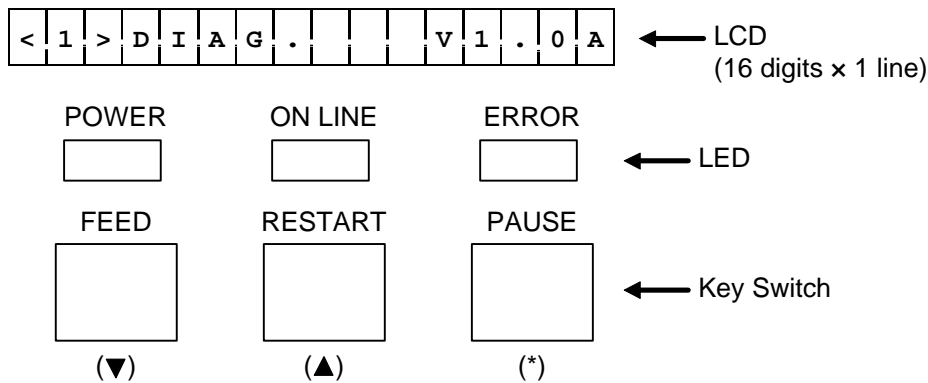 <1>DIAG.   V1.0A LCD
(16 digits × 1 line)
POWER ON LINE ERROR
LED
FEED RESTART PAUSE
Key Switch
(▼) (▲) (*)